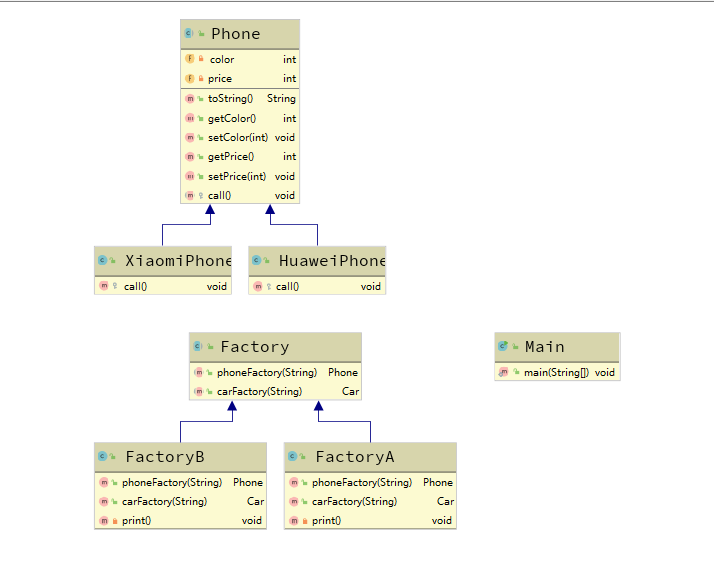 Phone
color int
price int
toString() String
getColor() int
setColor(int) void
getPrice() int
setPrice(int) void
call() void
XiaomiPhone
call() void
HuaweiPhone
call() void
Factory
phoneFactory(String) Phone
carFactory(String) Car
Main
main(String[]) void
FactoryB
phoneFactory(String) Phone
carFactory(String) Car
print() void
FactoryA
phoneFactory(String) Phone
carFactory(String) Car
print() void